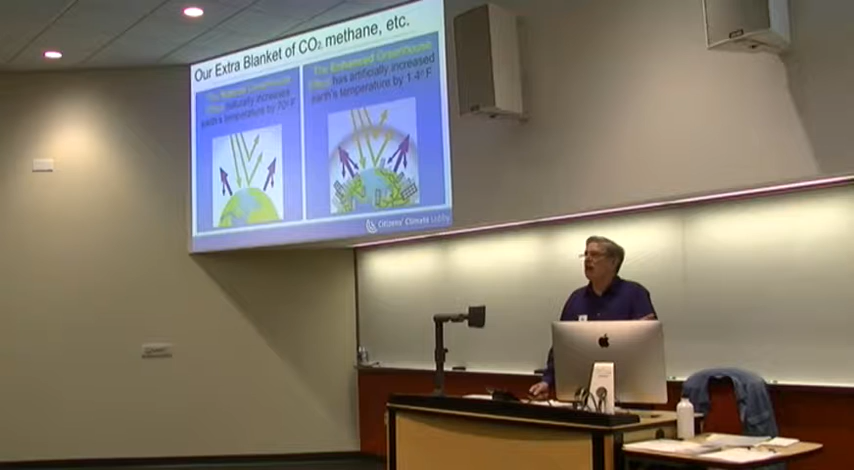 Our Extra Blanket of CO₂ methane, etc.
The Natural Greenhouse
Effect naturally increases
earth's temperature by 70° F
The Enhanced Greenhouse
Effect has artificially increased
earth's temperature by 1.4° F
Citizens' Climate Lobby